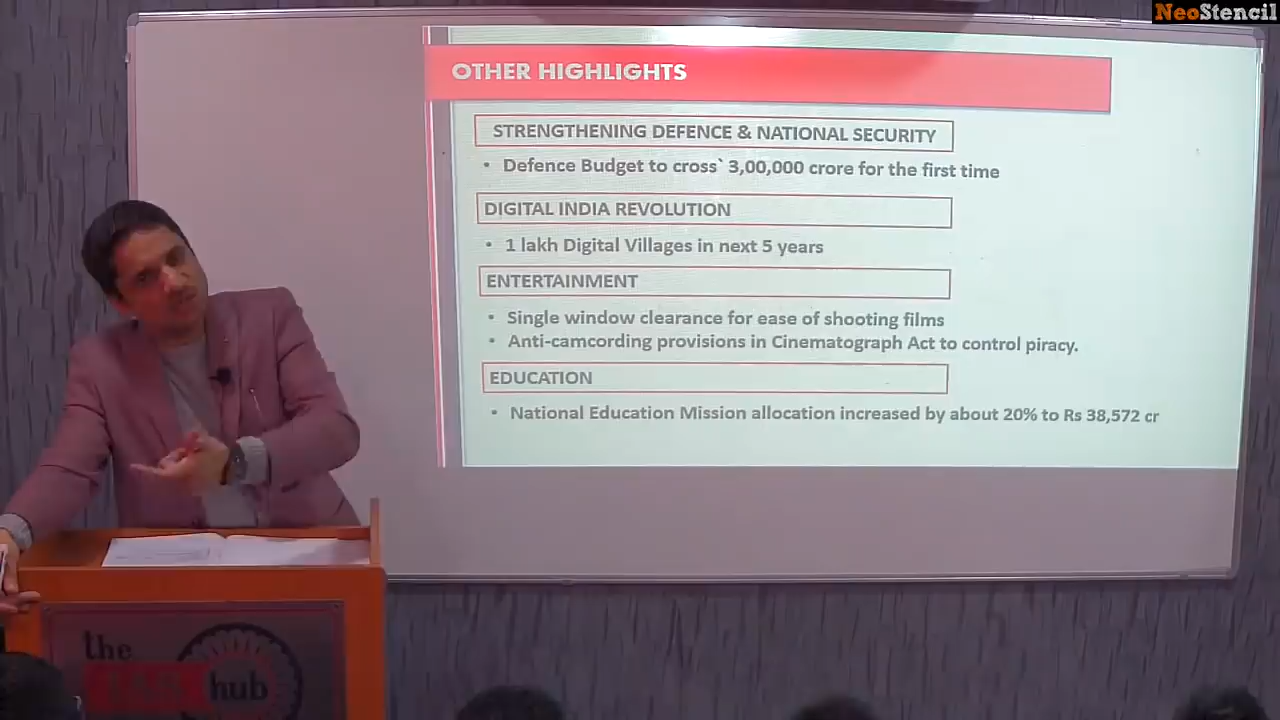 NeoStencil
OTHER HIGHLIGHTS
STRENGTHENING DEFENCE & NATIONAL SECURITY
• Defence Budget to cross` 3,00,000 crore for the first time
DIGITAL INDIA REVOLUTION
• 1 lakh Digital Villages in next 5 years
ENTERTAINMENT
• Single window clearance for ease of shooting films
• Anti-camcording provisions in Cinematograph Act to control piracy.
EDUCATION
• National Education Mission allocation increased by about 20% to Rs 38,572 cr
the
IAS hub